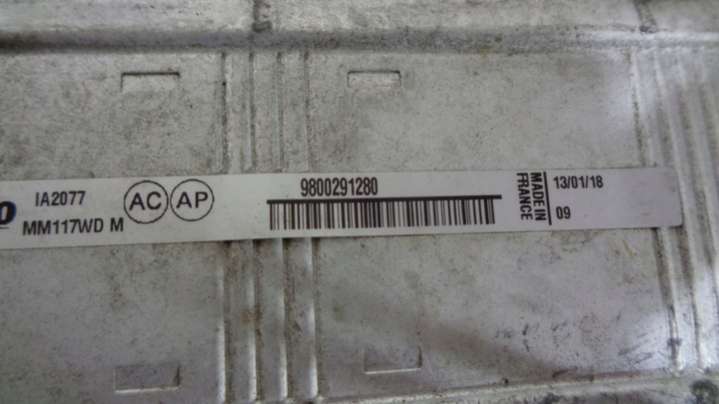 IA2077
MM117WD M
AC AP
9800291280
MADE IN
FRANCE
13/01/18
09